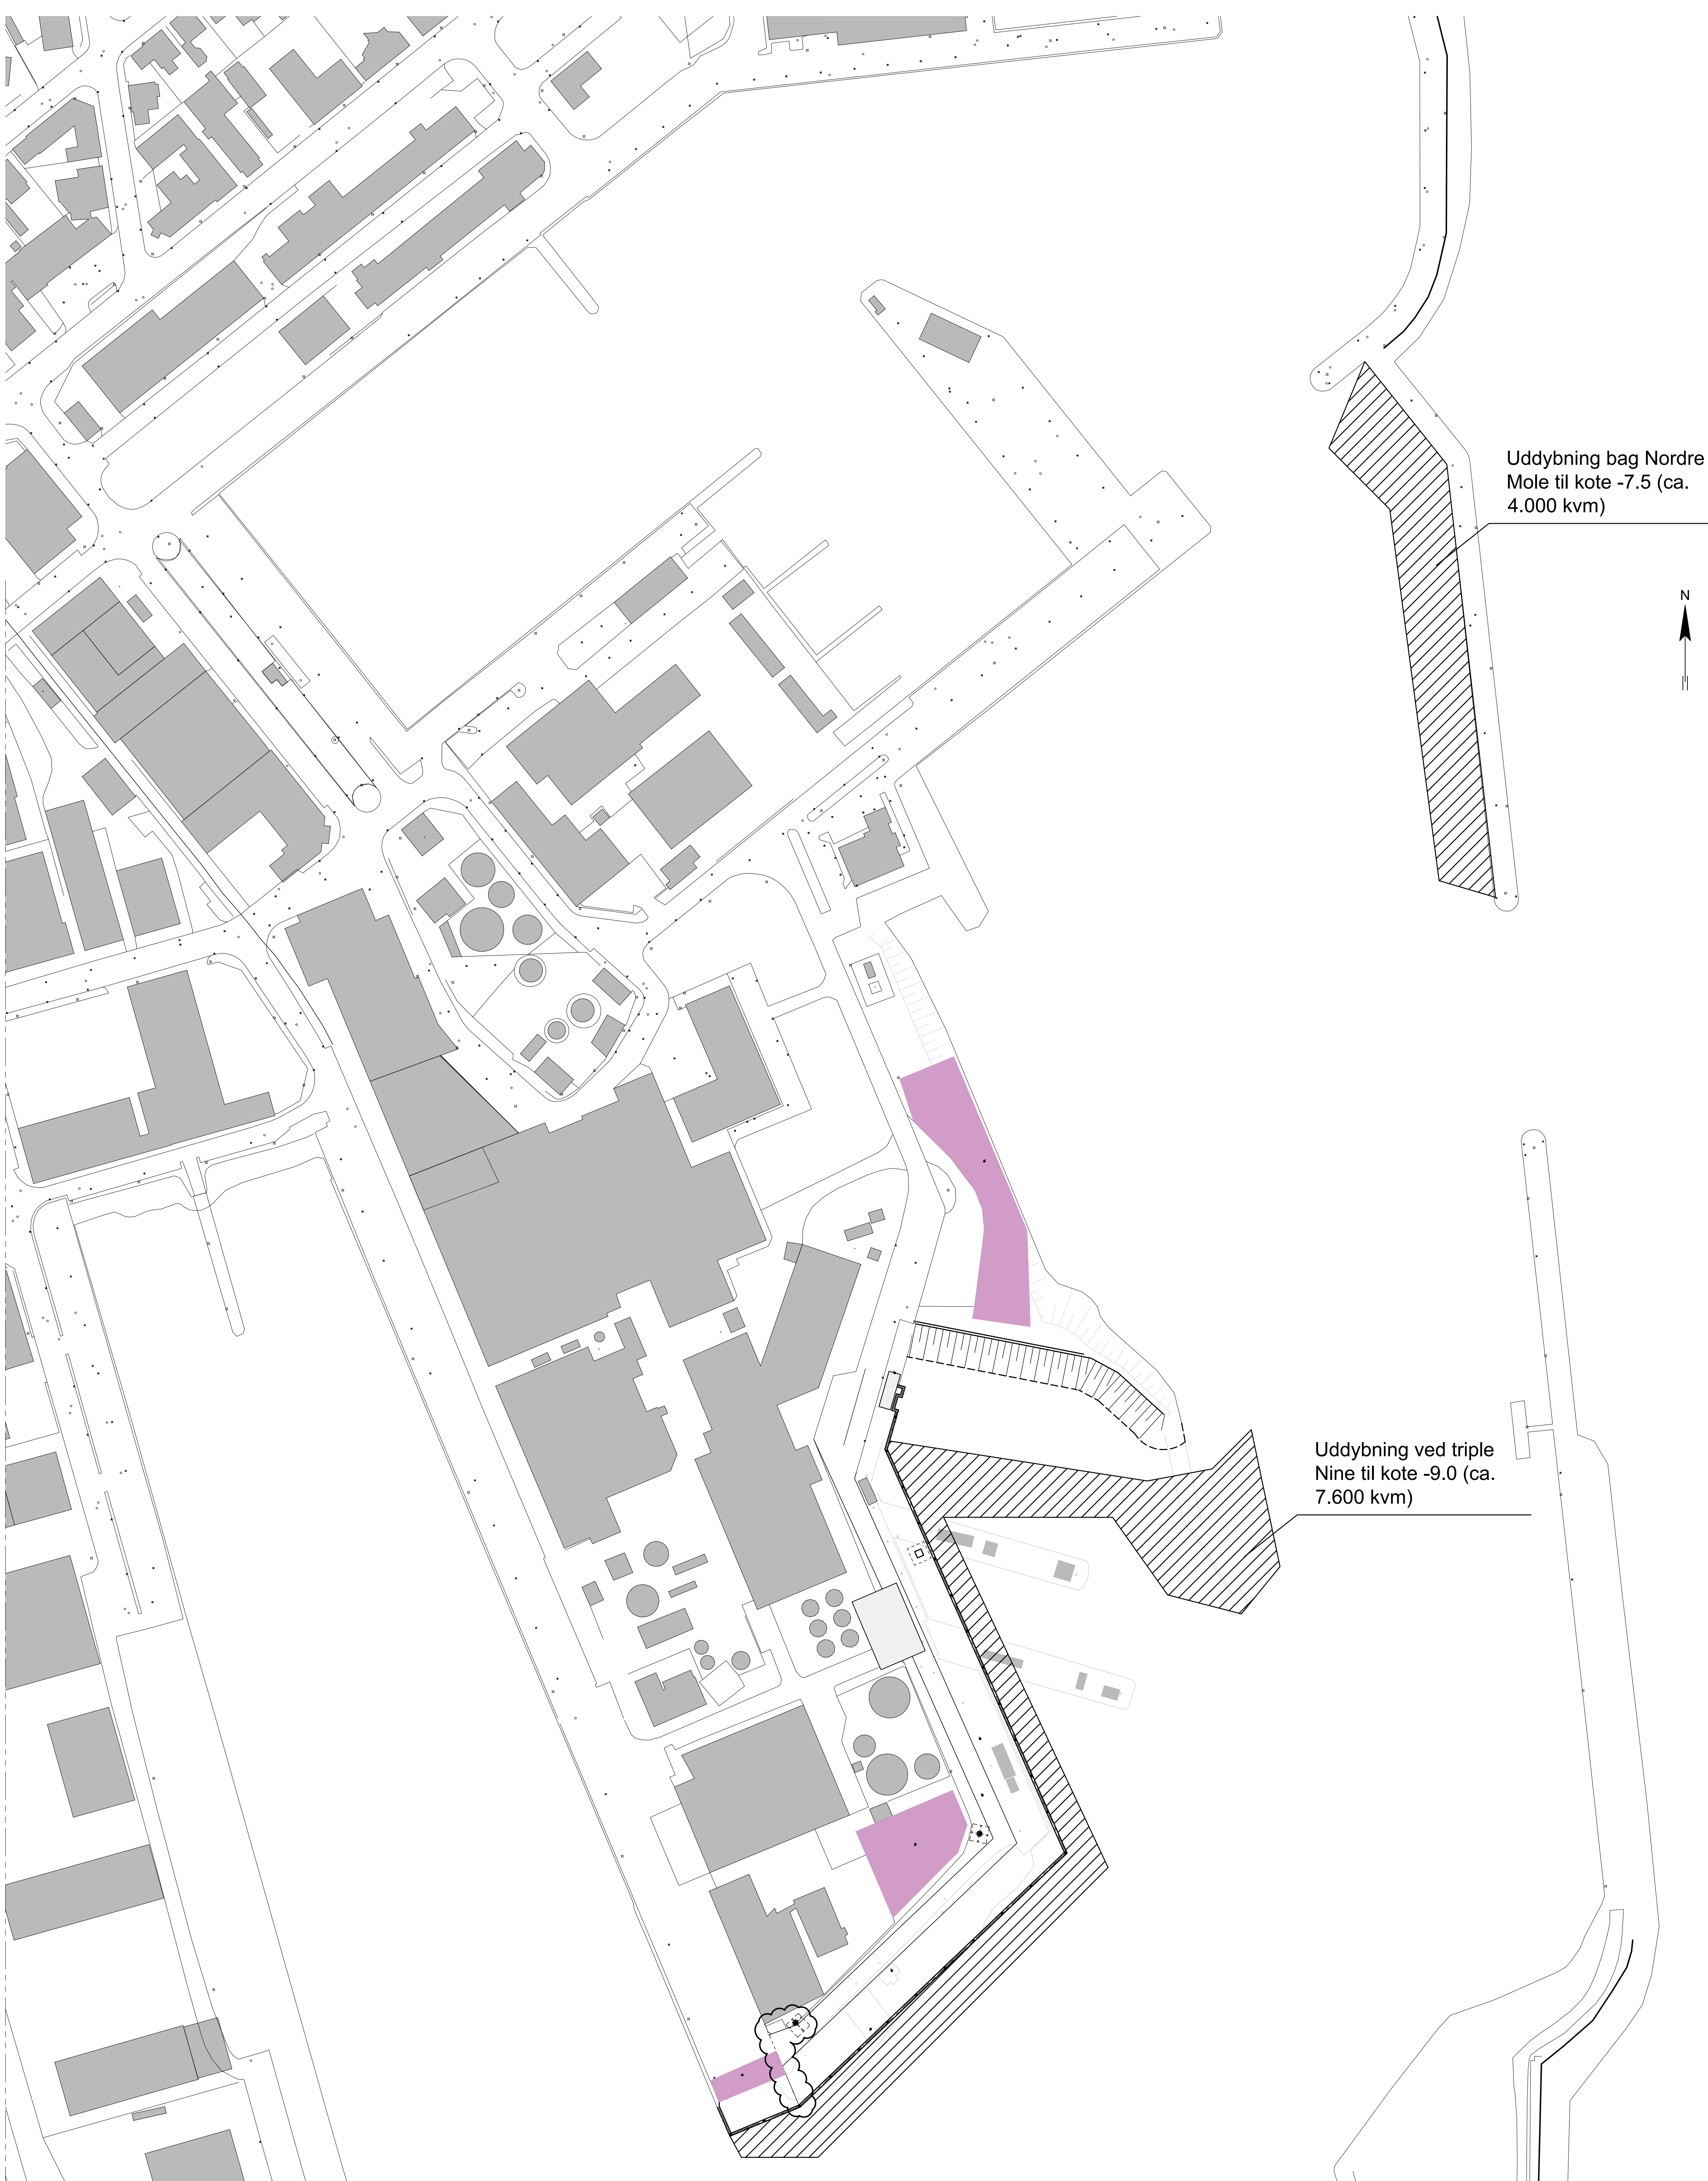 Uddybning bag Nordre
Mole til kote -7.5 (ca.
4.000 kvm)
N
Uddybning ved triple
Nine til kote -9.0 (ca.
7.600 kvm)